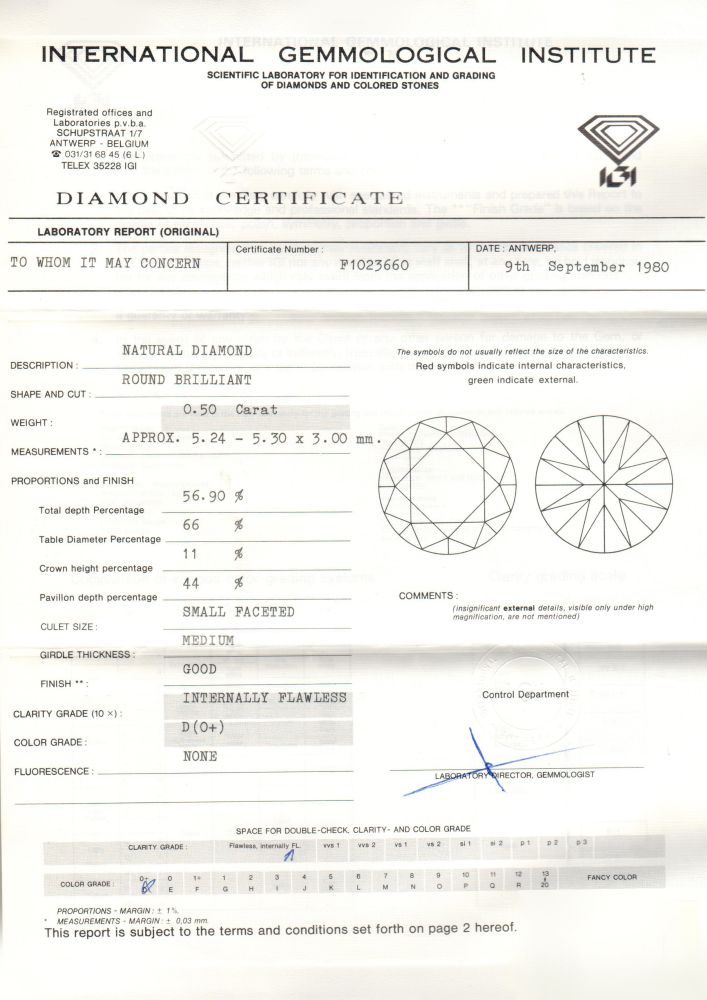 INTERNATIONAL GEMMOLOGICAL INSTITUTE
SCIENTIFIC LABORATORY FOR IDENTIFICATION AND GRADING
OF DIAMONDS AND COLORED STONES
Registered offices and
Laboratories p.v.b.a.
SCHUPSTRAAT 1/7
ANTWERP - BELGIUM
☎ 031/31 68 45 (6 L)
TELEX 35228 IGI
IGI
DIAMOND CERTIFICATE
LABORATORY REPORT (ORIGINAL)
TO WHOM IT MAY CONCERN
Certificate Number :
F1023660
DATE : ANTWERP,
9th September 1980
DESCRIPTION : NATURAL DIAMOND
SHAPE AND CUT : ROUND BRILLIANT
WEIGHT : 0.50 Carat
MEASUREMENTS * : APPROX. 5.24 - 5.30 x 3.00 mm.
PROPORTIONS and FINISH
Total depth Percentage 56.90 %
Table Diameter Percentage 66 %
Crown height percentage 11 %
Pavillon depth percentage 44 %
CULET SIZE : SMALL FACETED
GIRDLE THICKNESS : MEDIUM
FINISH ** : GOOD
CLARITY GRADE (10 ×) : INTERNALLY FLAWLESS
COLOR GRADE : D(0+)
FLUORESCENCE : NONE
The symbols do not usually reflect the size of the characteristics.
Red symbols indicate internal characteristics,
green indicate external.
COMMENTS :
(insignificant external details, visible only under high
magnification, are not mentioned)
Control Department
LABORATORY DIRECTOR, GEMMOLOGIST
SPACE FOR DOUBLE-CHECK, CLARITY- AND COLOR GRADE
CLARITY GRADE : Flawless, internally FL. vvs 1 vvs 2 vs 1 vs 2 si 1 si 2 p 1 p 2 p 3
0+ 0 1+ 1 2 3 4 5 6 7 8 9 10 11 12 13
COLOR GRADE : D E F G H I J K L M N O P Q R 20 FANCY COLOR
PROPORTIONS - MARGIN : ± 1%.
* MEASUREMENTS - MARGIN : ± 0,03 mm.
This report is subject to the terms and conditions set forth on page 2 hereof.